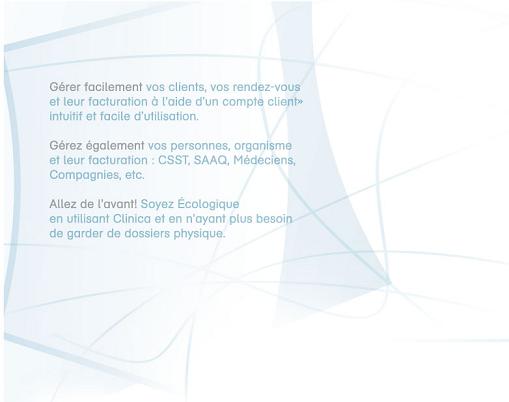 Gérer facilement vos clients, vos rendez-vous
et leur facturation à l'aide d'un compte client»
intuitif et facile d'utilisation.
Gérez également vos personnes, organisme
et leur facturation : CSST, SAAQ, Médeciens,
Compagnies, etc.
Allez de l'avant! Soyez Écologique
en utilisant Clinica et en n'ayant plus besoin
de garder de dossiers physique.